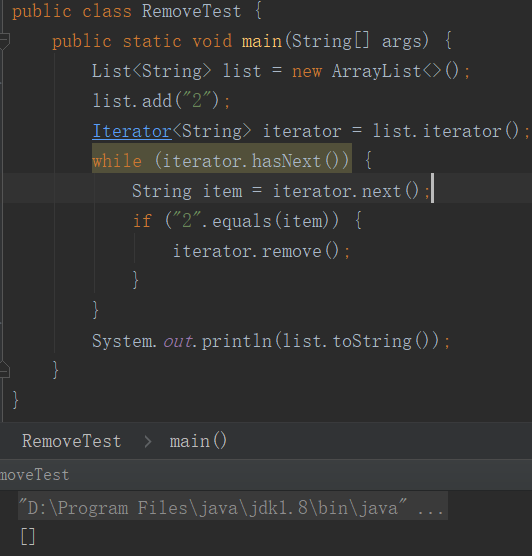 public class RemoveTest {
public static void main(String[] args) {
List<String> list = new ArrayList<>();
list.add("2");
Iterator<String> iterator = list.iterator();
while (iterator.hasNext()) {
String item = iterator.next();
if ("2".equals(item)) {
iterator.remove();
}
}
System.out.println(list.toString());
}
}
RemoveTest > main()
moveTest
"D:\Program Files\java\jdk1.8\bin\java" ...
[]